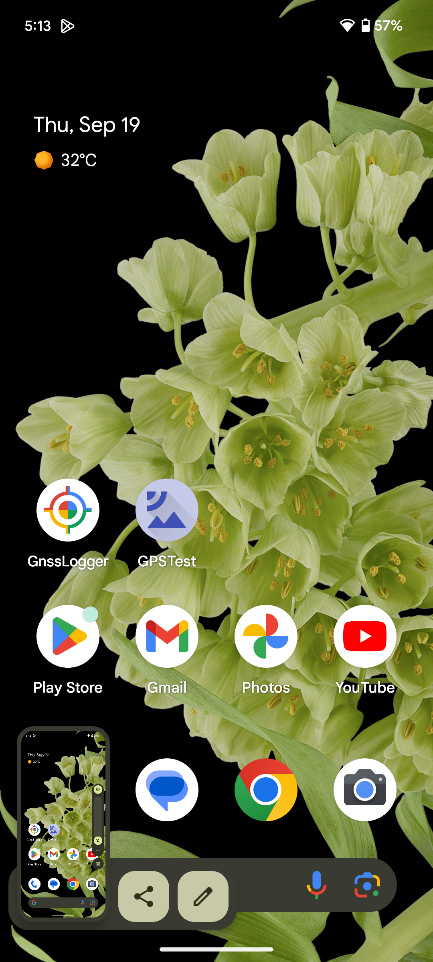 5:13
57%
Thu, Sep 19
32°C
GnssLogger GPSTest
Play Store Gmail Photos YouTube